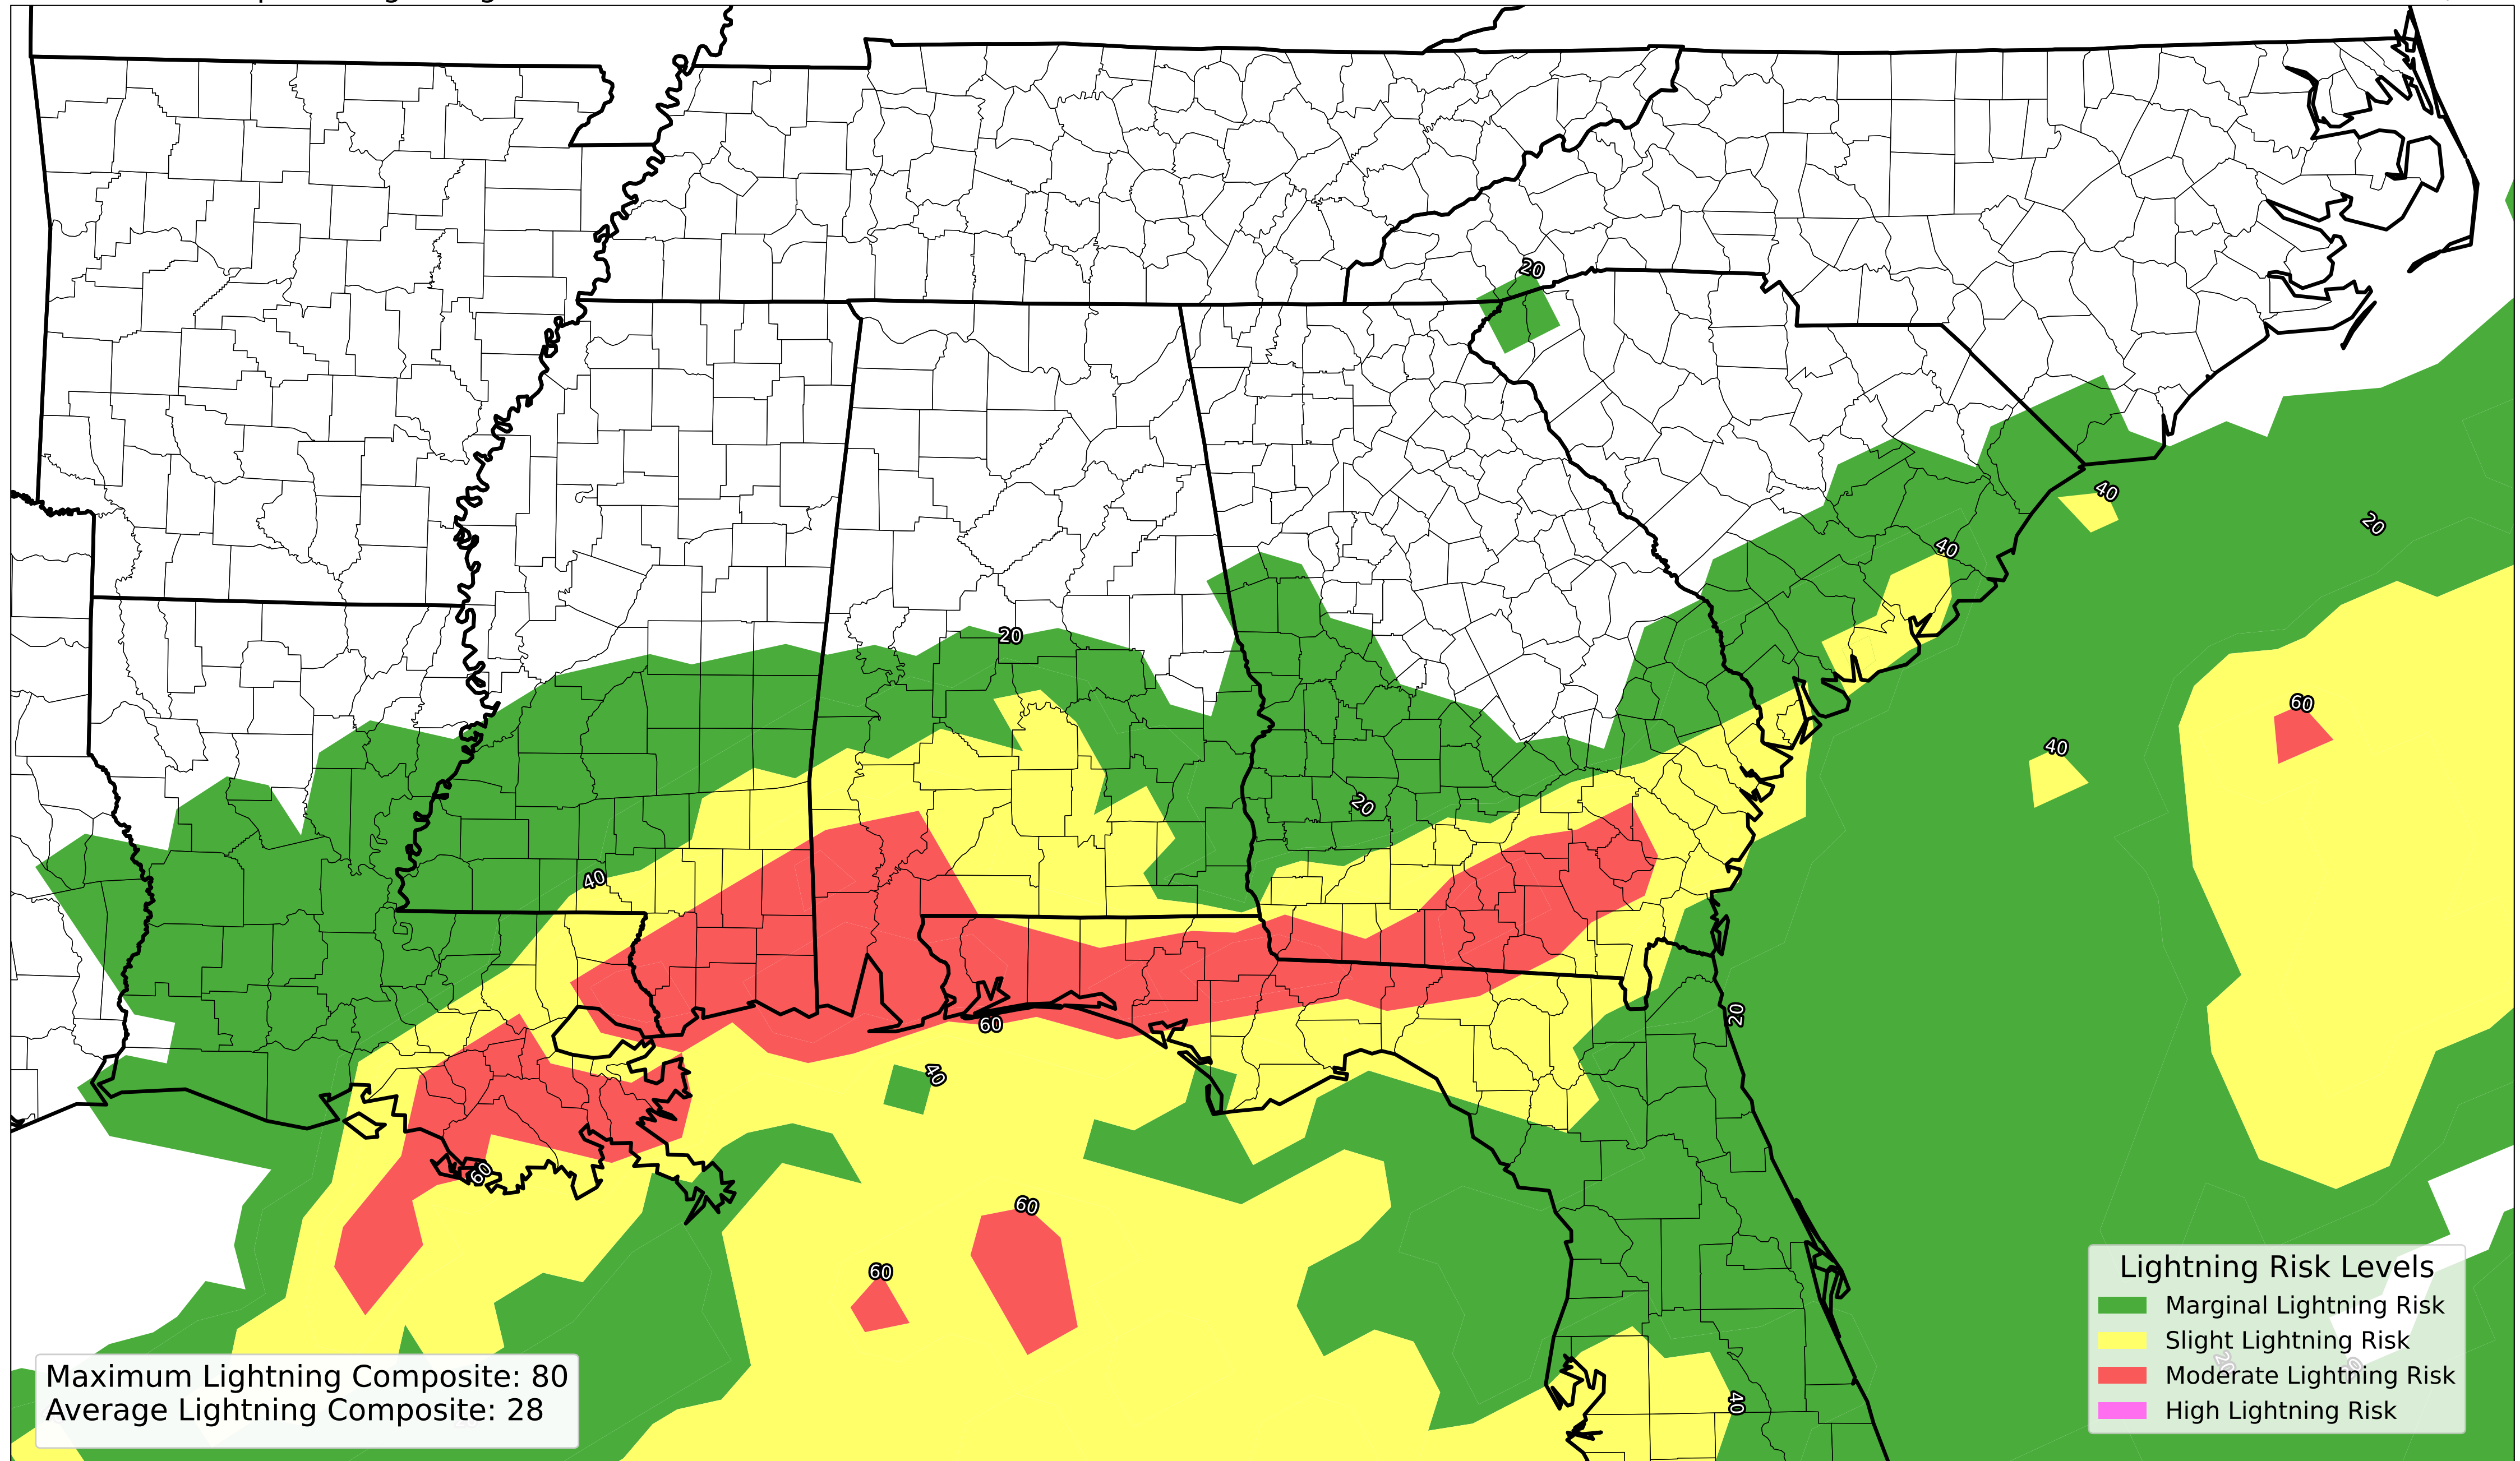 20
40
20
40
20
60
40
20
40
20
60
40
60
60
60
40
Lightning Risk Levels
Marginal Lightning Risk
Slight Lightning Risk
Moderate Lightning Risk
High Lightning Risk
20
Maximum Lightning Composite: 80
Average Lightning Composite: 28